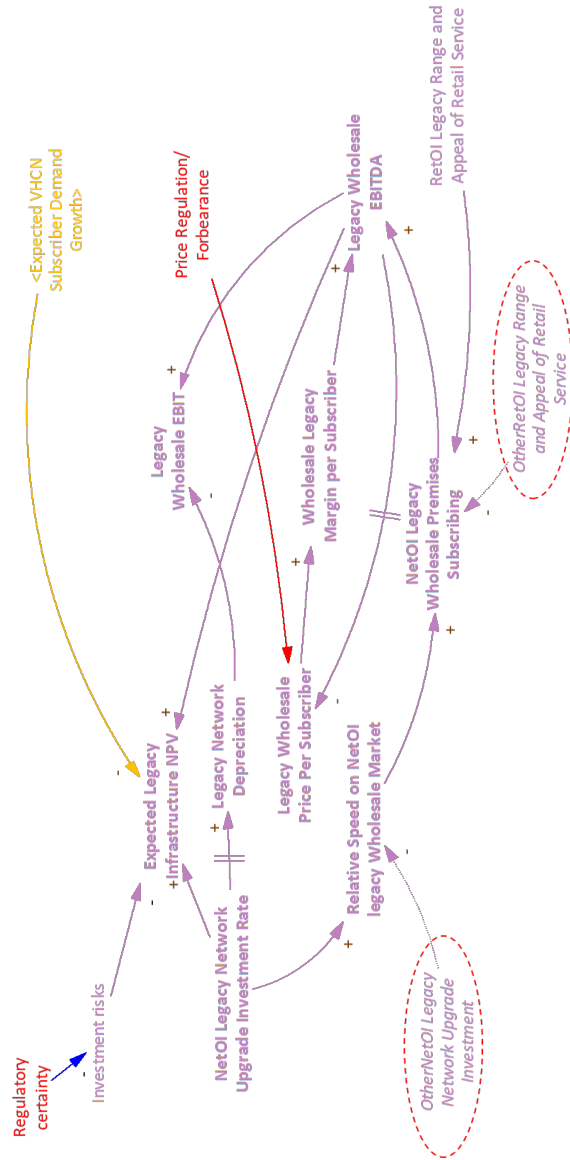 Regulatory
certainty
Investment risks
<Expected VHCN
Subscriber Demand
Growth>
Expected Legacy
Infrastructure NPV
Legacy
Wholesale EBIT
Price Regulation/
Forbearance
NetOI Legacy Network
Upgrade Investment Rate
Legacy Network
Depreciation
Legacy Wholesale
Price Per Subscriber
Wholesale Legacy
Margin per Subscriber
Legacy Wholesale
EBITDA
Relative Speed on NetOI
legacy Wholesale Market
NetOI Legacy
Wholesale Premises
Subscribing
RetOI Legacy Range and
Appeal of Retail Service
OtherNetOI Legacy
Network Upgrade
Investment
OtherRetOI Legacy Range
and Appeal of Retail
Service